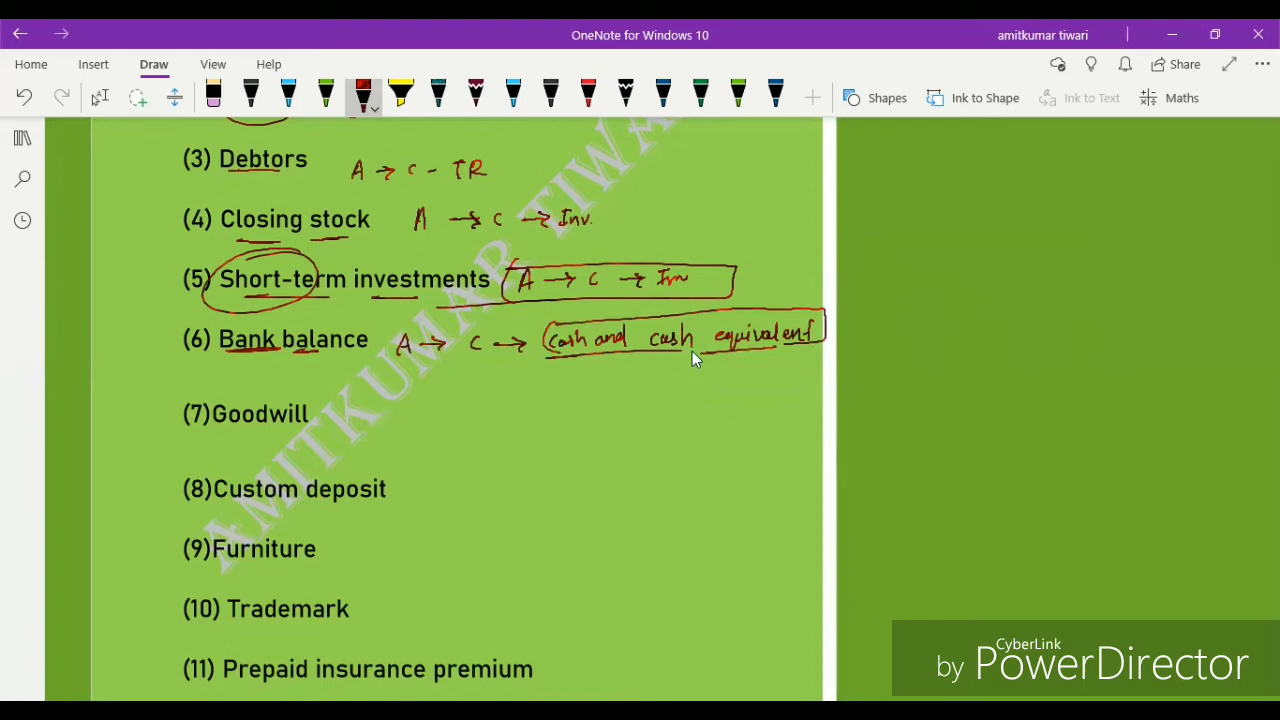 OneNote for Windows 10
amitkumar tiwari
Home Insert Draw View Help
Share
Shapes Ink to Shape Ink to Text Maths
(3) Debtors A → C - TR
(4) Closing stock A → C → Inv.
(5) Short-term investments A → C → Inv
(6) Bank balance A → C → Cash and cash equivalent
(7)Goodwill
(8)Custom deposit
(9)Furniture
(10) Trademark
(11) Prepaid insurance premium
AMITKUMAR TIWA
by CyberLink PowerDirector